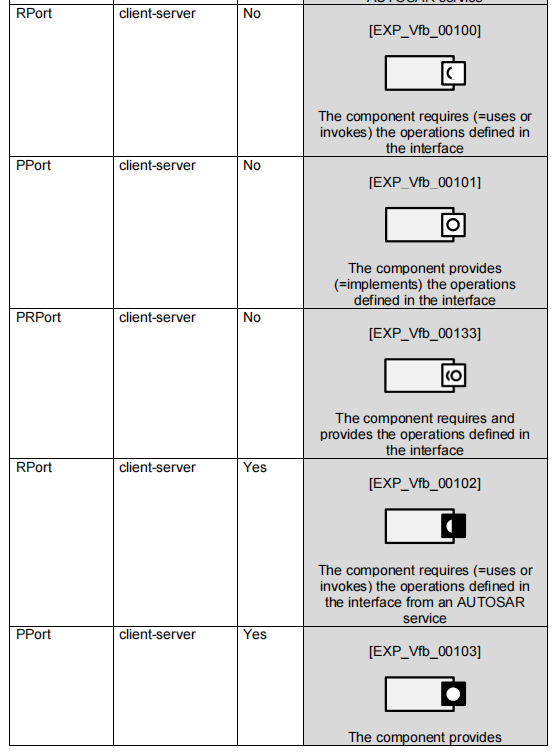 AUTOSAR service
RPort
client-server
No
[EXP_Vfb_00100]
The component requires (=uses or
invokes) the operations defined in
the interface
PPort
client-server
No
[EXP_Vfb_00101]
The component provides
(=implements) the operations
defined in the interface
PRPort
client-server
No
[EXP_Vfb_00133]
The component requires and
provides the operations defined in
the interface
RPort
client-server
Yes
[EXP_Vfb_00102]
The component requires (=uses or
invokes) the operations defined in
the interface from an AUTOSAR
service
PPort
client-server
Yes
[EXP_Vfb_00103]
The component provides